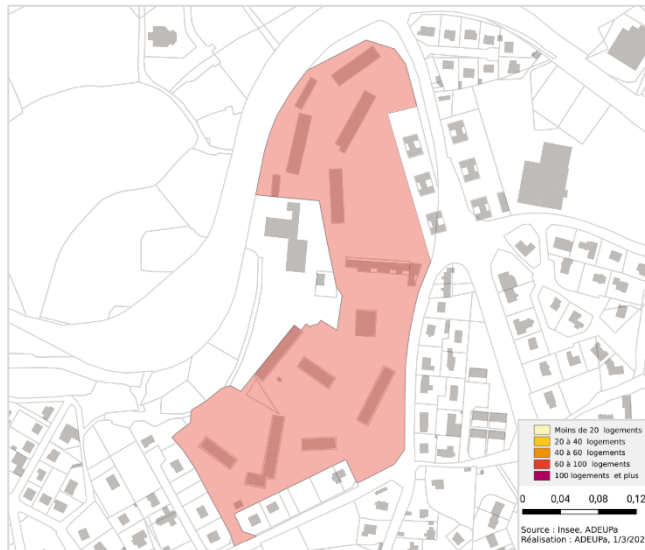 Moins de 20 logements
20 à 40 logements
40 à 60 logements
60 à 100 logements
100 logements et plus
0 0,04 0,08 0,12
Source : Insee, ADEUPa
Réalisation : ADEUPa, 1/3/202